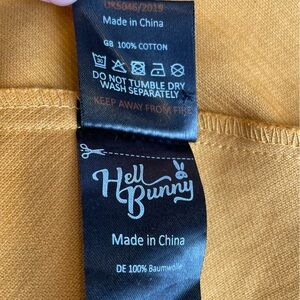 UK5046/2019
Made in China
GB 100% COTTON
30
DO NOT TUMBLE DRY
WASH SEPARATELY
KEEP AWAY FROM FIRE
Hell
Bunny
Made in China
DE 100% Baumwolle